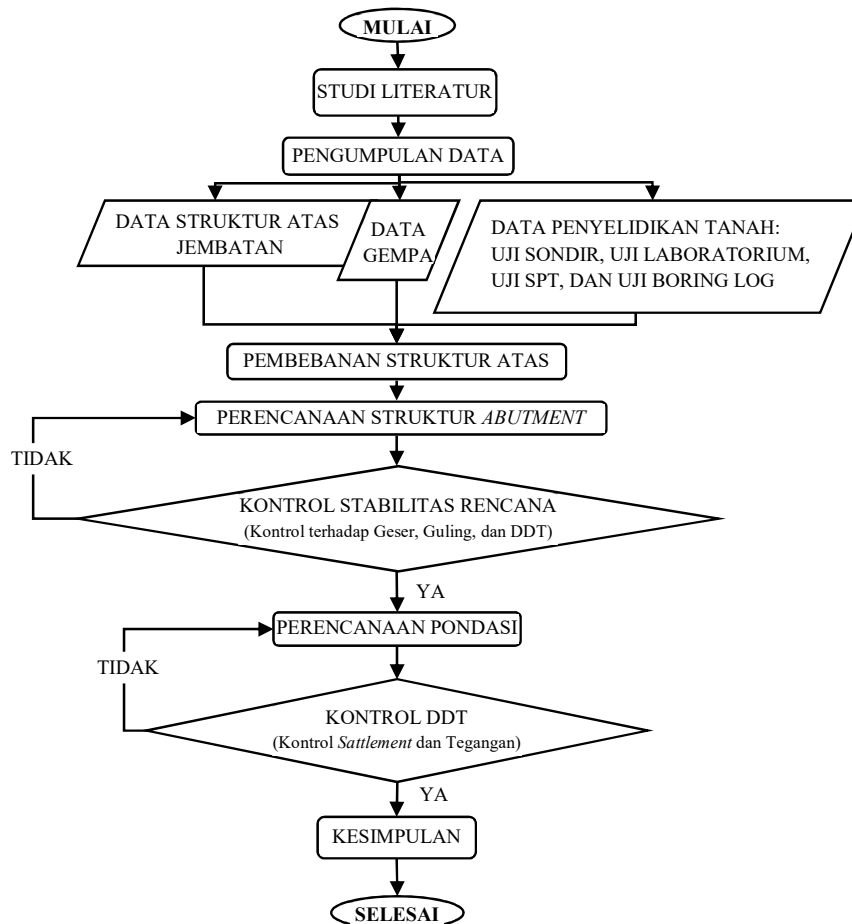 MULAI
STUDI LITERATUR
PENGUMPULAN DATA
DATA STRUKTUR ATAS
JEMBATAN
DATA
GEMPA
DATA PENYELIDIKAN TANAH:
UJI SONDIR, UJI LABORATORIUM,
UJI SPT, DAN UJI BORING LOG
PEMBEBANAN STRUKTUR ATAS
PERENCANAAN STRUKTUR ABUTMENT
TIDAK
KONTROL STABILITAS RENCANA
(Kontrol terhadap Geser, Guling, dan DDT)
YA
PERENCANAAN PONDASI
TIDAK
KONTROL DDT
(Kontrol Sattlement dan Tegangan)
YA
KESIMPULAN
SELESAI